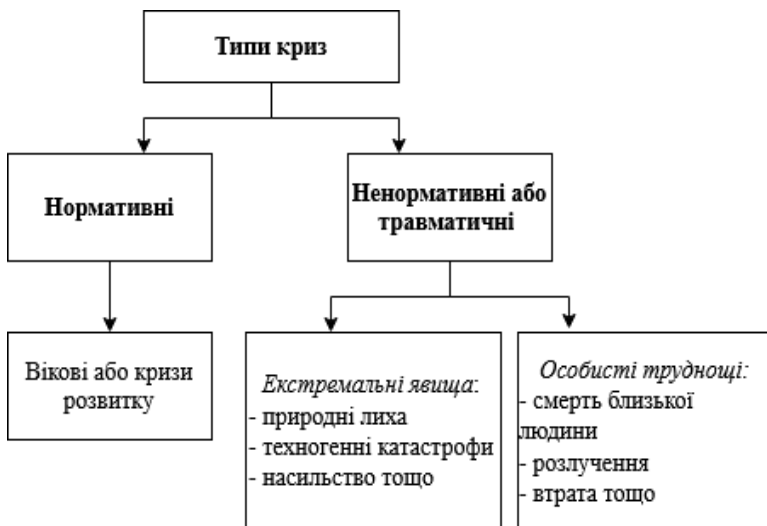 Типи криз
Нормативні
Ненормативні або
травматичні
Вікові або кризи
розвитку
Екстремальні явища:
- природні лиха
- техногенні катастрофи
- насильство тощо
Особисті труднощі:
- смерть близької
людини
- розлучення
- втрата тощо